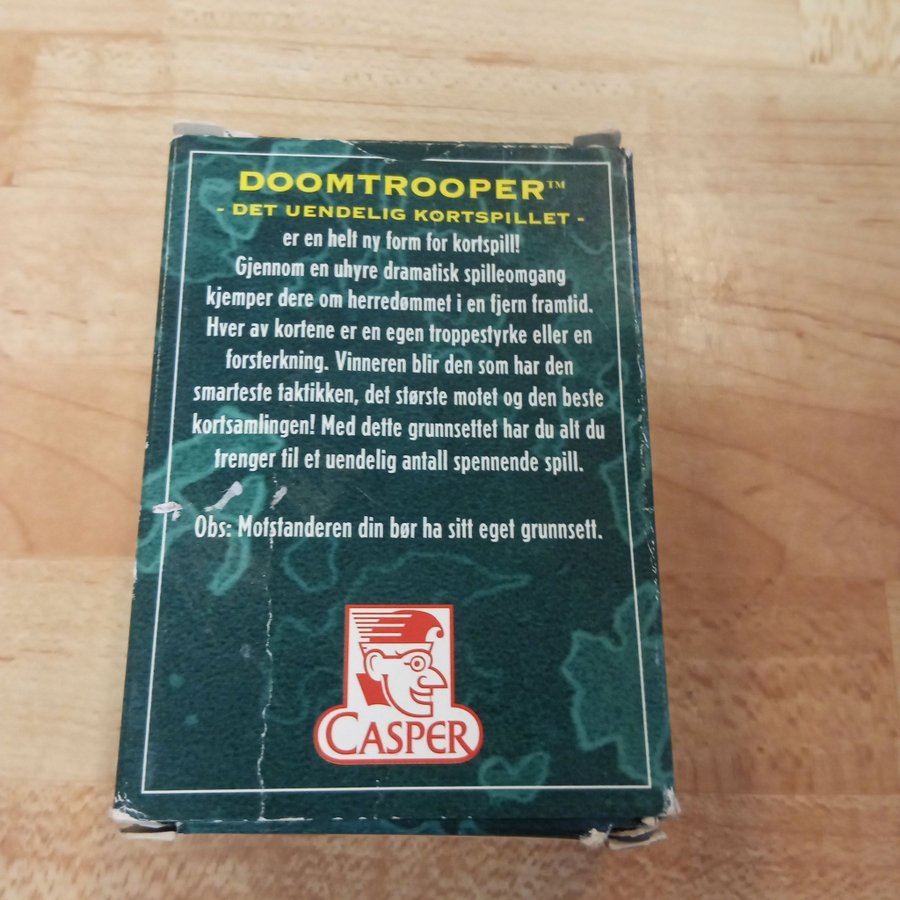 DOOMTROOPER™
- DET UENDELIG KORTSPILLET -
er en helt ny form for kortspill!
Gjennom en uhyre dramatisk spilleomgang
kjemper dere om herredømmet i en fjern framtid.
Hver av kortene er en egen troppestyrke eller en
forsterkning. Vinneren blir den som har den
smarteste taktikken, det største motet og den beste
kortsamlingen! Med dette grunnsettet har du alt du
trenger til et uendelig antall spennende spill.
Obs: Motstanderen din bør ha sitt eget grunnsett.
CASPER